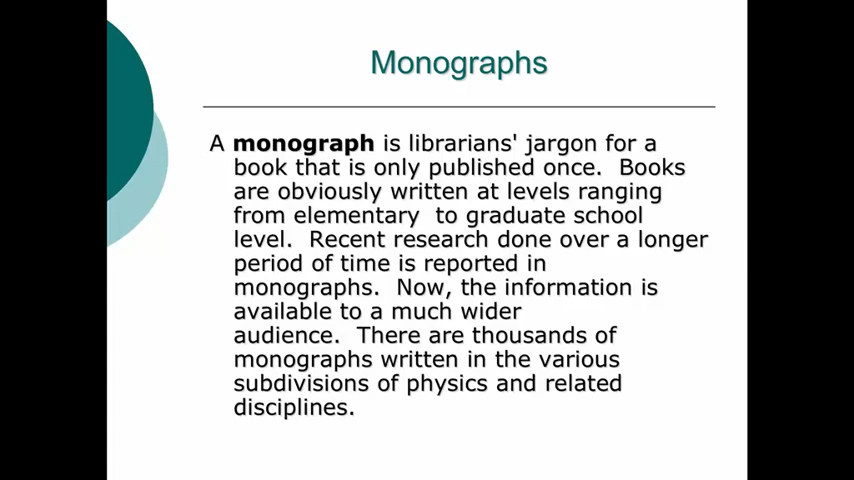 Monographs
A monograph is librarians' jargon for a
book that is only published once.  Books
are obviously written at levels ranging
from elementary  to graduate school
level.  Recent research done over a longer
period of time is reported in
monographs.  Now, the information is
available to a much wider
audience.  There are thousands of
monographs written in the various
subdivisions of physics and related
disciplines.